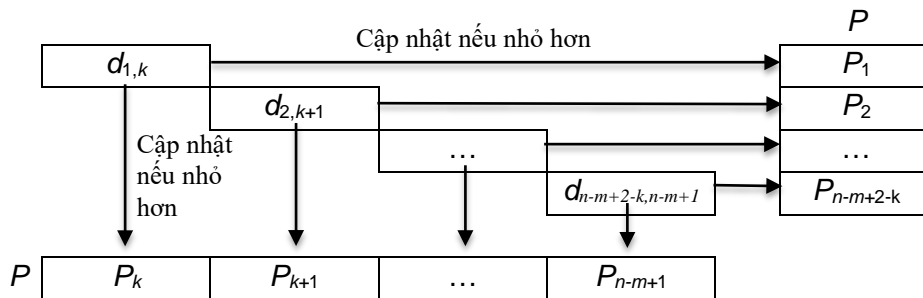 P
Cập nhật nếu nhỏ hơn
d1,k
P1
d2,k+1
P2
Cập nhật
nếu nhỏ
hơn
...
...
dn-m+2-k,n-m+1
Pn-m+2-k
P
Pk
Pk+1
...
Pn-m+1